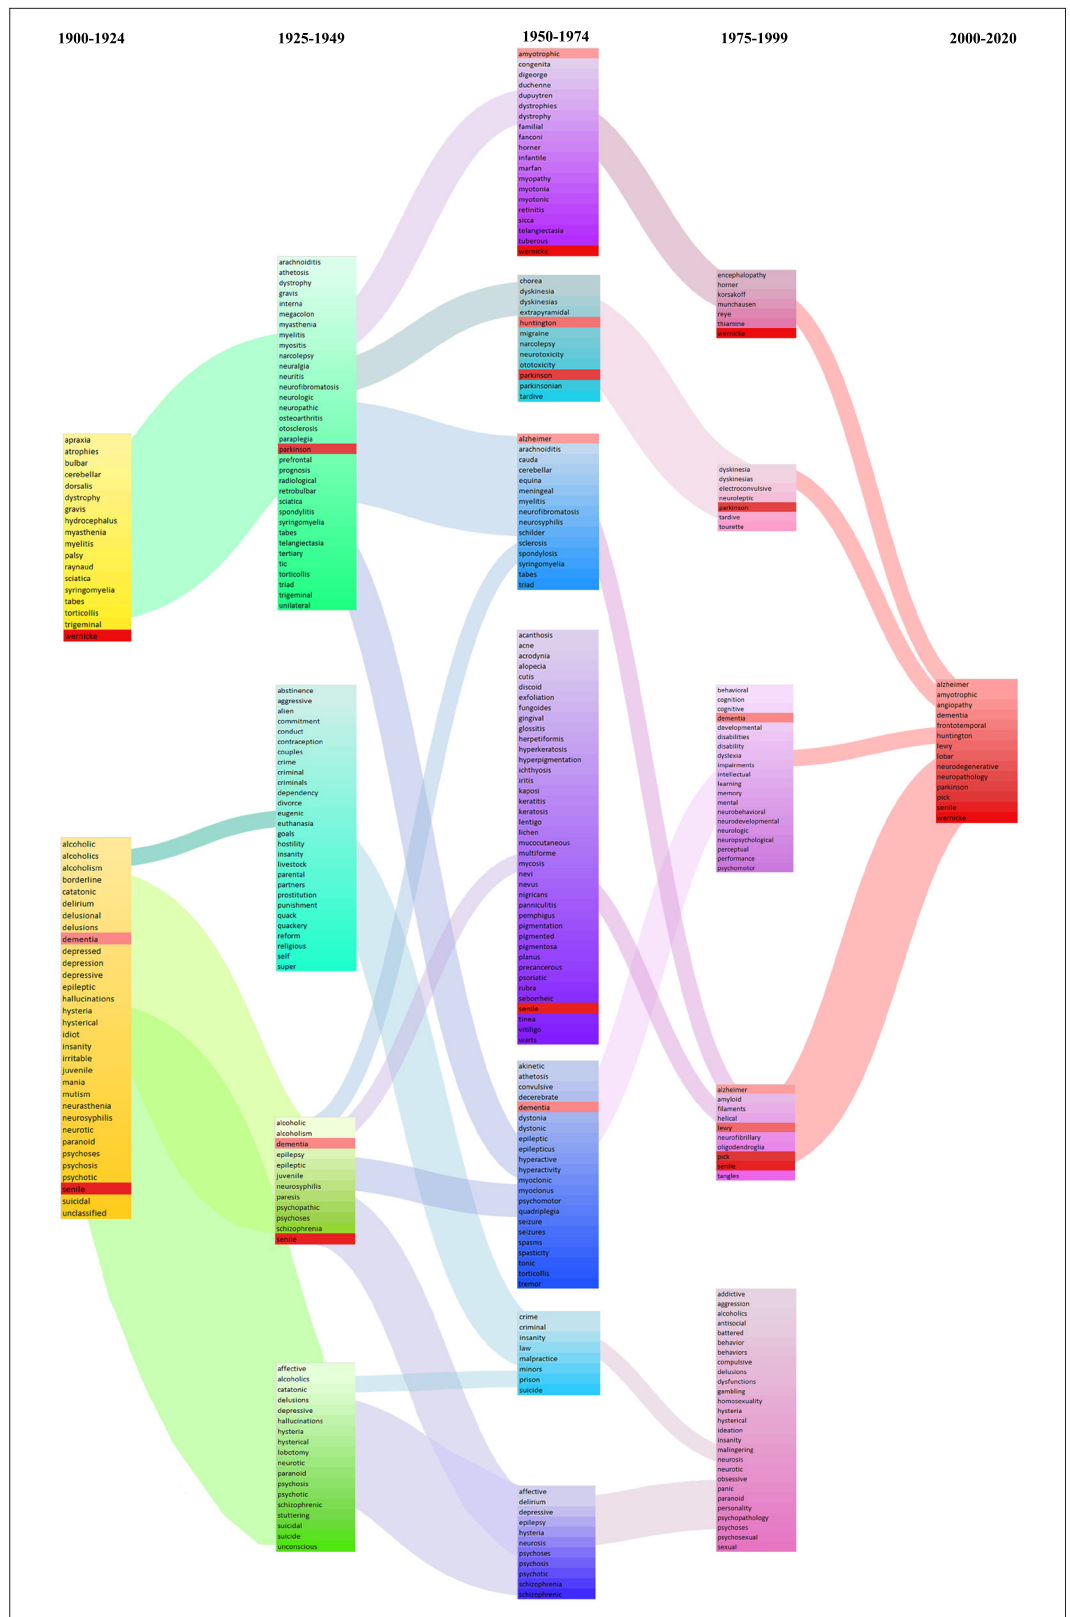 1900-1924
1925-1949
1950-1974
1975-1999
2000-2020
apraxia
atrophies
bulbar
cerebellar
dorsalis
dystrophy
gravis
hydrocephalus
myasthenia
myelitis
palsy
raynaud
sciatica
syringomyelia
tabes
torticollis
trigeminal
wernicke
alcoholic
alcoholics
alcoholism
borderline
catatonic
delirium
delusional
delusions
dementia
depressed
depression
depressive
epileptic
hallucinations
hysteria
hysterical
idiot
insanity
irritable
juvenile
mania
mutism
neurasthenia
neurosyphilis
neurotic
paranoid
psychoses
psychosis
psychotic
senile
suicidal
unclassified
arachnoiditis
athetosis
dystrophy
gravis
interna
megacolon
myasthenia
myelitis
myositis
narcolepsy
neuralgia
neuritis
neurofibromatosis
neurologic
neuropathic
osteoarthritis
otosclerosis
paraplegia
parkinson
prefrontal
prognosis
radiological
retrobulbar
sciatica
spondylitis
syringomyelia
tabes
telangiectasia
tertiary
tic
torticollis
triad
trigeminal
unilateral
abstinence
aggressive
alien
commitment
conduct
contraception
couples
crime
criminal
criminals
dependency
divorce
eugenic
euthanasia
goals
hostility
insanity
livestock
parental
partners
prostitution
punishment
quack
quackery
reform
religious
self
super
alcoholic
alcoholism
dementia
epilepsy
epileptic
juvenile
neurosyphilis
paresis
psychopathic
psychoses
schizophrenia
senile
affective
alcoholics
catatonic
delusions
depressive
hallucinations
hysteria
hysterical
lobotomy
neurotic
paranoid
psychosis
psychotic
schizophrenic
stuttering
suicidal
suicide
unconscious
amyotrophic
congenita
digeorge
duchenne
dupuytren
dystrophies
dystrophy
familial
fanconi
horner
infantile
marfan
myopathy
myotonia
myotonic
retinitis
sicca
telangiectasia
tuberous
wernicke
chorea
dyskinesia
dyskinesias
extrapyramidal
huntington
migraine
narcolepsy
neurotoxicity
ototoxicity
parkinson
parkinsonian
tardive
alzheimer
arachnoiditis
cauda
cerebellar
equina
meningeal
myelitis
neurofibromatosis
neurosyphilis
schilder
sclerosis
spondylosis
syringomyelia
tabes
triad
acanthosis
acne
acrodynia
alopecia
cutis
discoid
exfoliation
fungoides
gingival
glossitis
herpetiformis
hyperkeratosis
hyperpigmentation
ichthyosis
iritis
kaposi
keratitis
keratosis
lentigo
lichen
mucocutaneous
multiforme
mycosis
nevi
nevus
nigricans
panniculitis
pemphigus
pigmentation
pigmented
pigmentosa
planus
precancerous
psoriatic
rubra
seborrheic
senile
tinea
vitiligo
warts
akinetic
athetosis
convulsive
decerebrate
dementia
dystonia
dystonic
epileptic
epilepticus
hyperactive
hyperactivity
myoclonic
myoclonus
psychomotor
quadriplegia
seizure
seizures
spasms
spasticity
tonic
torticollis
tremor
crime
criminal
insanity
law
malpractice
minors
prison
suicide
affective
delirium
depressive
epilepsy
hysteria
neurosis
psychoses
psychosis
psychotic
schizophrenia
schizophrenic
encephalopathy
horner
korsakoff
munchausen
reye
thiamine
wernicke
dyskinesia
dyskinesias
electroconvulsive
neuroleptic
parkinson
tardive
tourette
behavioral
cognition
cognitive
dementia
developmental
disabilities
disability
dyslexia
impairments
intellectual
learning
memory
mental
neurobehavioral
neurodevelopmental
neurologic
neuropsychological
perceptual
performance
psychomotor
alzheimer
amyloid
filaments
helical
lewy
neurofibrillary
oligodendroglia
pick
senile
tangles
addictive
aggression
alcoholics
antisocial
battered
behavior
behaviors
compulsive
delusions
dysfunctions
gambling
homosexuality
hysteria
hysterical
ideation
insanity
malingering
neurosis
neurotic
obsessive
panic
paranoid
personality
psychopathology
psychoses
psychosexual
sexual
alzheimer
amyotrophic
angiopathy
dementia
frontotemporal
huntington
lewy
lobar
neurodegenerative
neuropathology
parkinson
pick
senile
wernicke